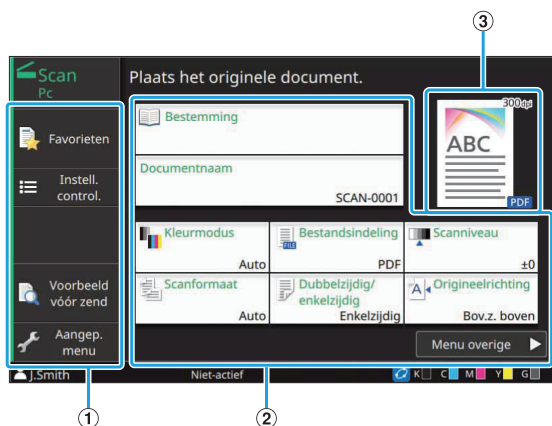 ③
Scan
Pc
Plaats het originele document.
300dpi
Favorieten
Bestemming
ABC
Instell.
control.
Documentnaam
SCAN-0001
PDF
Kleurmodus
Auto
Bestandsindeling
FILE
PDF
Scanniveau
±0
Voorbeeld
vóór zend
Scanformaat
Auto
Dubbelzijdig/
enkelzijdig
Enkelzijdig
A
Origineelrichting
Bov.z. boven
Aangep.
menu
Menu overige
J.Smith
Niet-actief
K C M Y G
① ②